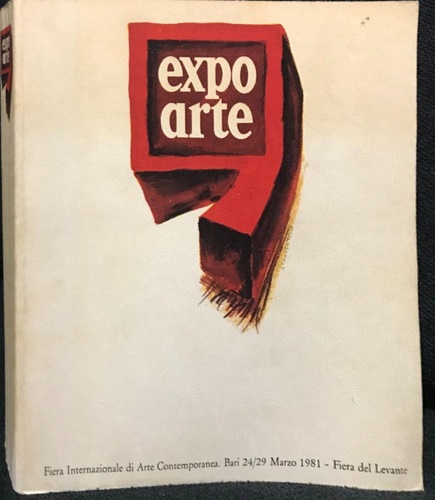 expo
arte
Fiera Internazionale di Arte Contemporanea. Bari 24/29 Marzo 1981 - Fiera del Levante